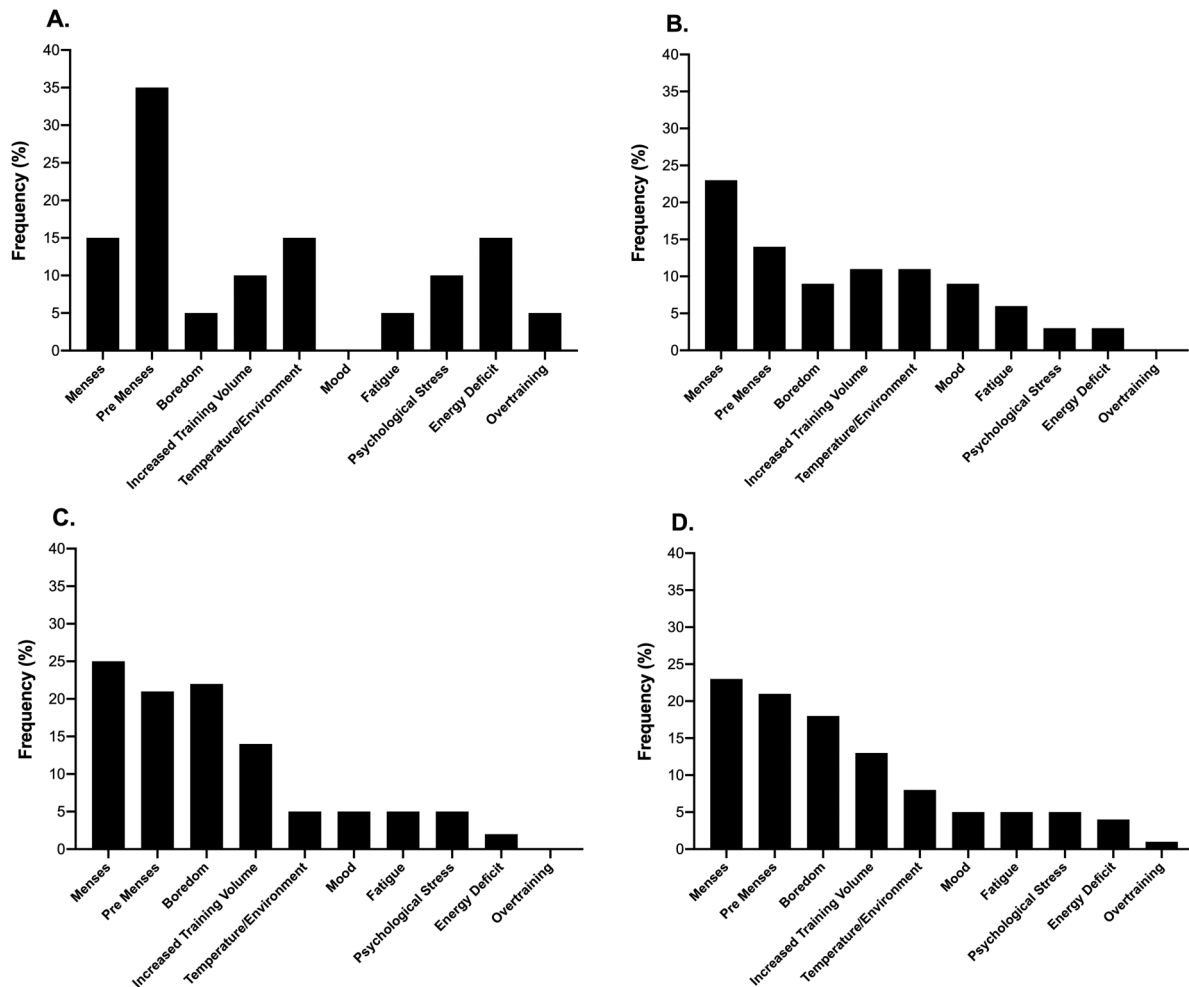 A.
Frequency (%)
40
35
30
25
20
15
10
5
0
Menses
Pre Menses
Boredom
Increased Training Volume
Temperature/Environment
Mood
Fatigue
Psychological Stress
Energy Deficit
Overtraining
B.
Frequency (%)
40
35
30
25
20
15
10
5
0
Menses
Pre Menses
Boredom
Increased Training Volume
Temperature/Environment
Mood
Fatigue
Psychological Stress
Energy Deficit
Overtraining
C.
Frequency (%)
40
35
30
25
20
15
10
5
0
Menses
Pre Menses
Boredom
Increased Training Volume
Temperature/Environment
Mood
Fatigue
Psychological Stress
Energy Deficit
Overtraining
D.
Frequency (%)
40
35
30
25
20
15
10
5
0
Menses
Pre Menses
Boredom
Increased Training Volume
Temperature/Environment
Mood
Fatigue
Psychological Stress
Energy Deficit
Overtraining